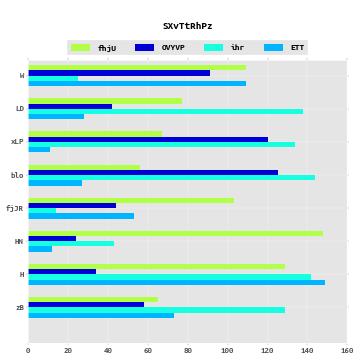 SXvTtRhPz
fhjU OVYVP ihr ETT
W
LD
xLP
blo
fjJR
HN
H
zB
0 20 40 60 80 100 120 140 160